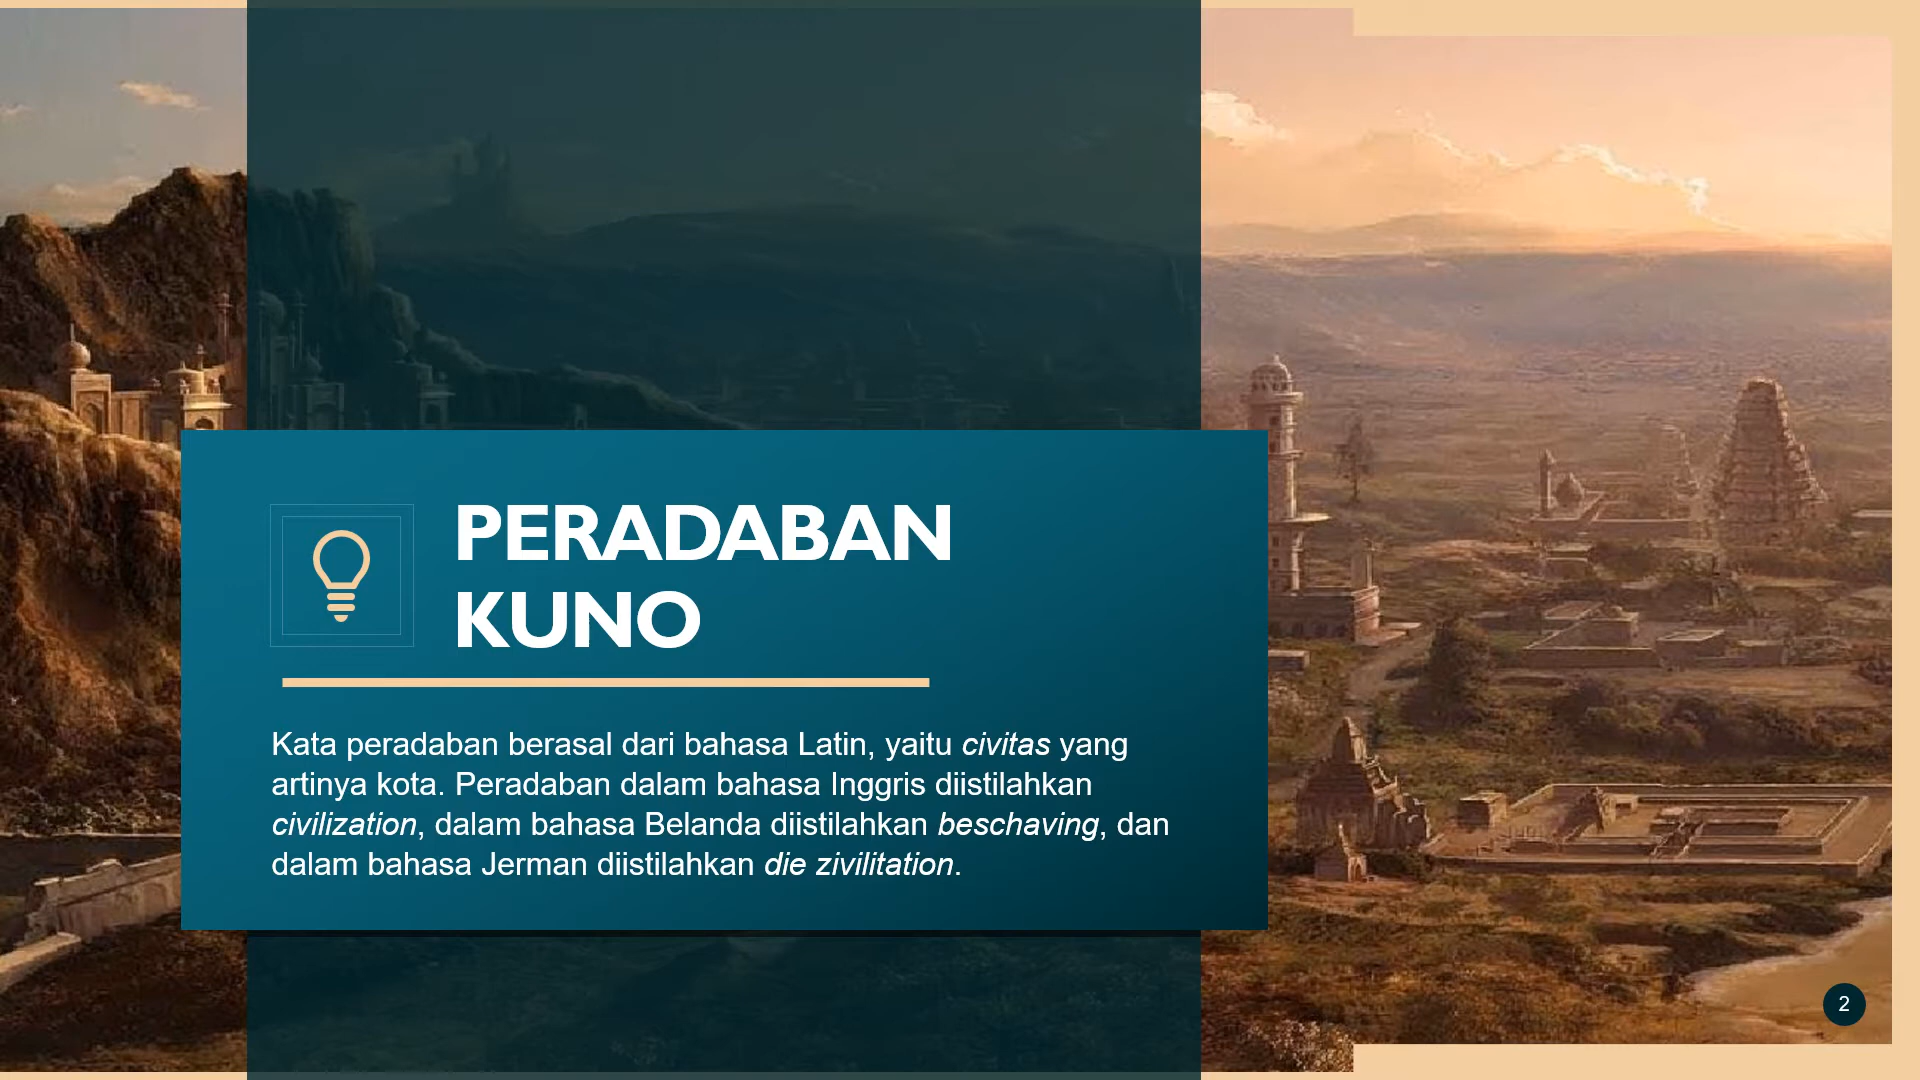 PERADABAN
KUNO
Kata peradaban berasal dari bahasa Latin, yaitu civitas yang
artinya kota. Peradaban dalam bahasa Inggris diistilahkan
civilization, dalam bahasa Belanda diistilahkan beschaving, dan
dalam bahasa Jerman diistilahkan die zivilitation.
2